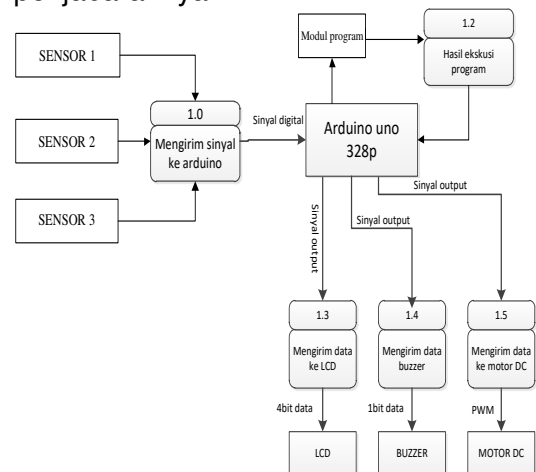 SENSOR 1
SENSOR 2
SENSOR 3
1.0
Mengirim sinyal
ke arduino
Sinyal digital
Modul program
1.2
Hasil ekskusi
program
Arduino uno
328p
Sinyal output
Sinyal output
Sinyal output
1.3
Mengirim data
ke LCD
1.4
Mengirim data
buzzer
1.5
Mengirim data
ke motor DC
4bit data
1bit data
PWM
LCD
BUZZER
MOTOR DC